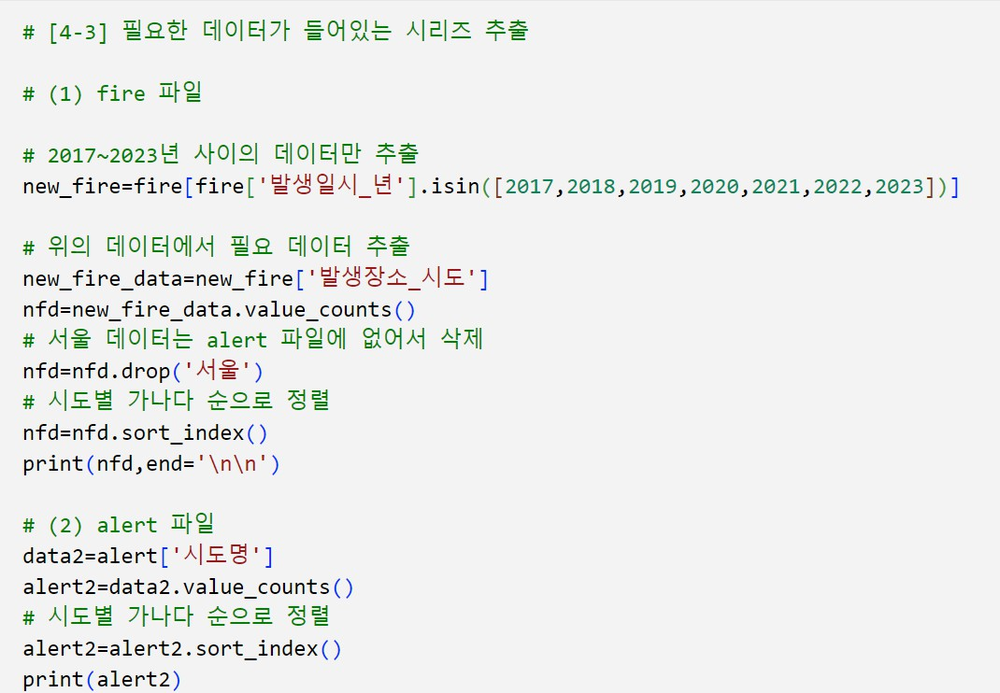 # [4-3] 필요한 데이터가 들어있는 시리즈 추출
# (1) fire 파일
# 2017~2023년 사이의 데이터만 추출
new_fire=fire[fire['발생일시_년'].isin([2017,2018,2019,2020,2021,2022,2023])]
# 위의 데이터에서 필요 데이터 추출
new_fire_data=new_fire['발생장소_시도']
nfd=new_fire_data.value_counts()
# 서울 데이터는 alert 파일에 없어서 삭제
nfd=nfd.drop('서울')
# 시도별 가나다 순으로 정렬
nfd=nfd.sort_index()
print(nfd,end='\n\n')
# (2) alert 파일
data2=alert['시도명']
alert2=data2.value_counts()
# 시도별 가나다 순으로 정렬
alert2=alert2.sort_index()
print(alert2)